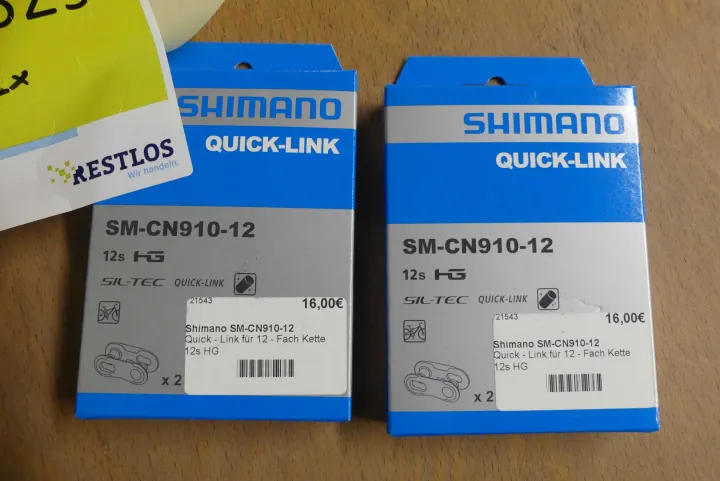 RESTLOS
Wir handeln.
SHIMANO
QUICK-LINK
SM-CN910-12
12s HG
SIL-TEC QUICK-LINK
21543 16,00€
Shimano SM-CN910-12
Quick - Link für 12 - Fach Kette
12s HG
x 2
SHIMANO
QUICK-LINK
SM-CN910-12
12s HG
SIL-TEC QUICK-LINK
21543 16,00€
Shimano SM-CN910-12
Quick - Link für 12 - Fach Kette
12s HG
x 2